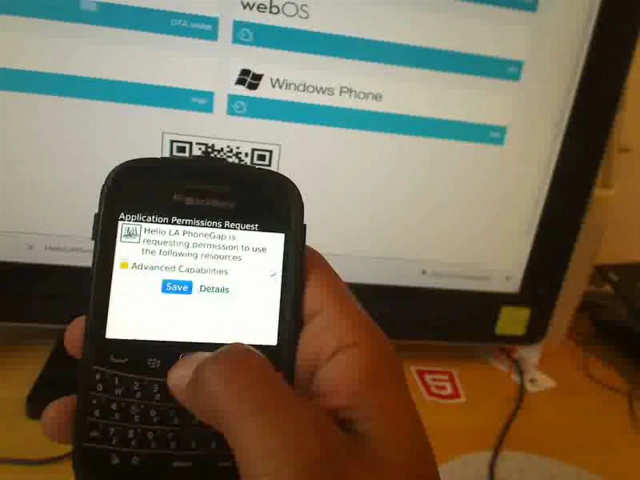 webOS
Windows Phone
BlackBerry
Application Permissions Request
Hello LA PhoneGap is
requesting permission to use
the following resources
Advanced Capabilities
Save Details